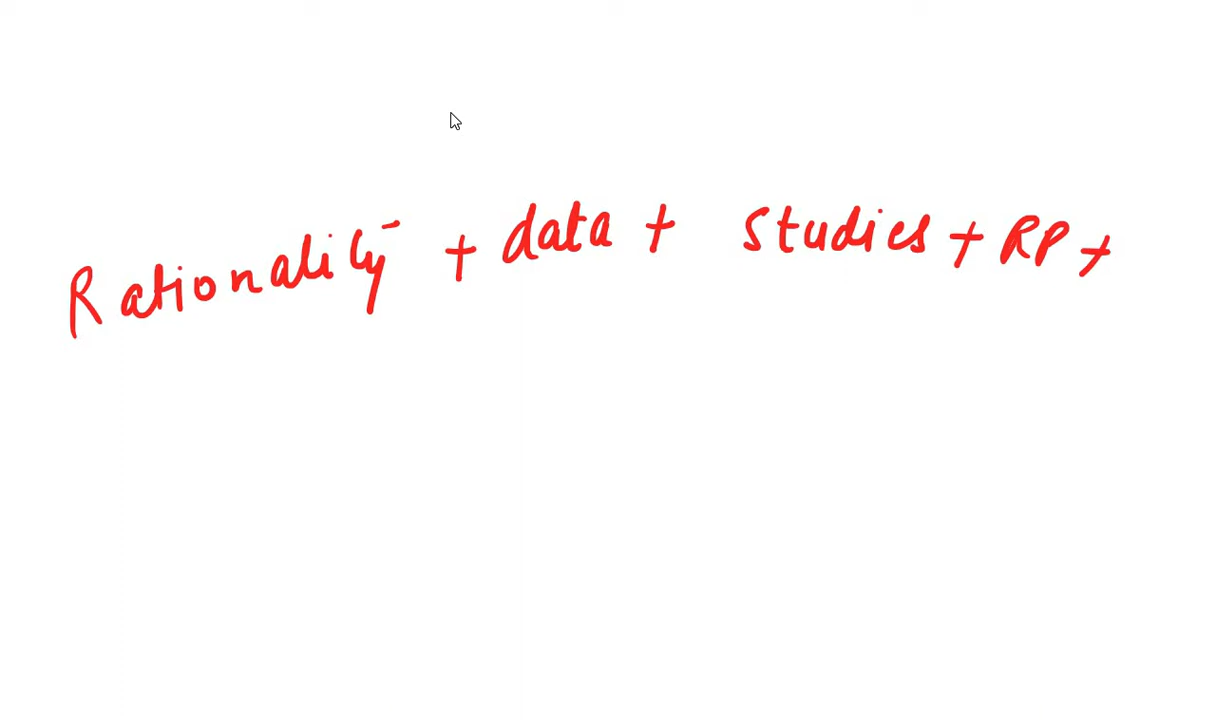 Rationality + data + studies + RP +